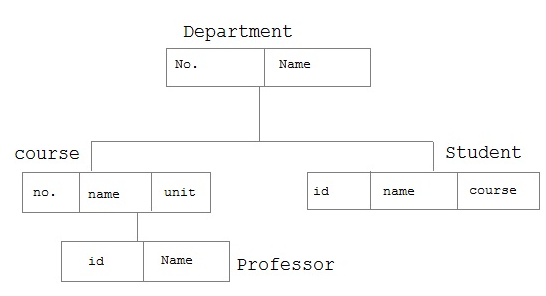 Department
No. Name
course
Student
no. name unit
id name course
id Name
Professor